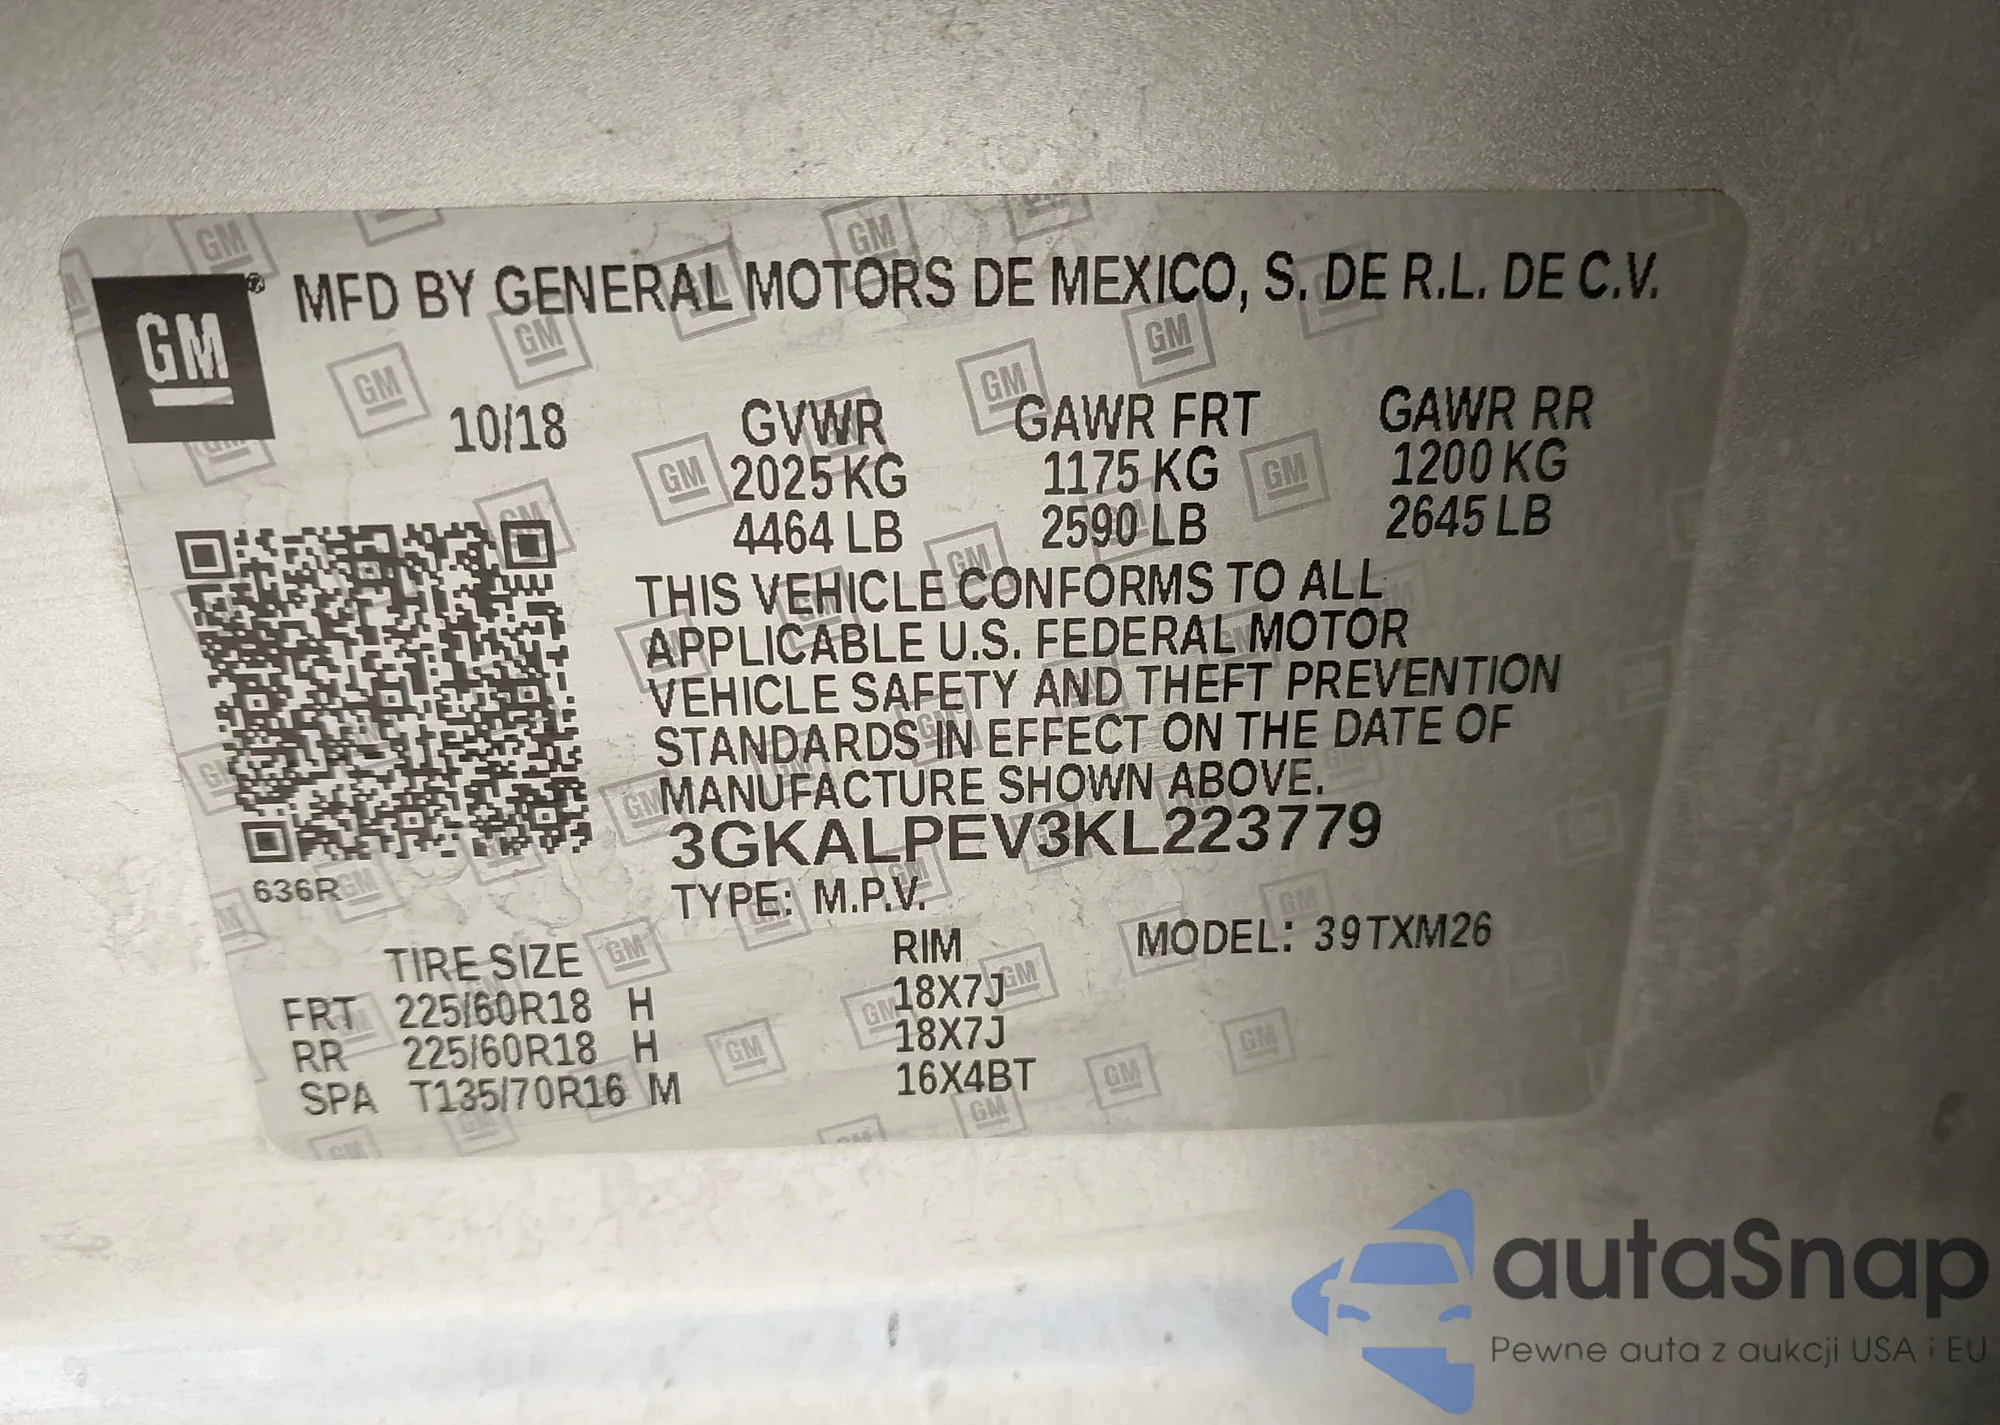 GM ® MFD BY GENERAL MOTORS DE MEXICO, S. DE R.L. DE C.V.
10/18 GVWR GAWR FRT GAWR RR
2025 KG 1175 KG 1200 KG
4464 LB 2590 LB 2645 LB
THIS VEHICLE CONFORMS TO ALL
APPLICABLE U.S. FEDERAL MOTOR
VEHICLE SAFETY AND THEFT PREVENTION
STANDARDS IN EFFECT ON THE DATE OF
MANUFACTURE SHOWN ABOVE.
3GKALPEV3KL223779
636R
TYPE: M.P.V.
TIRE SIZE RIM MODEL: 39TXM26
FRT 225/60R18 H 18X7J
RR 225/60R18 H 18X7J
SPA T135/70R16 M 16X4BT
autaSnap
Pewne auta z aukcji USA i EU